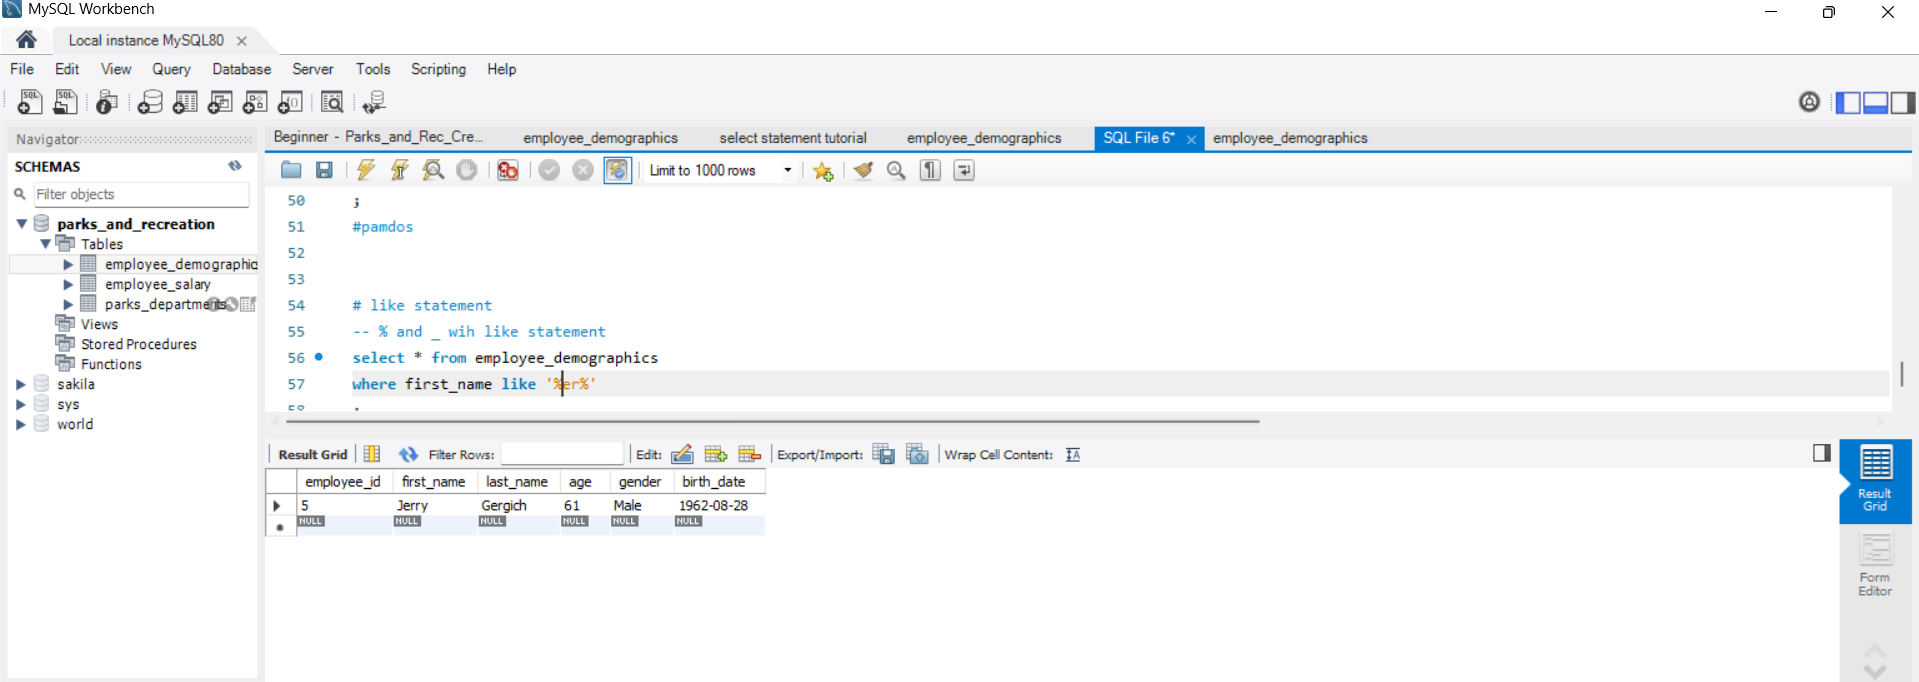 MySQL Workbench
Local instance MySQL80
File Edit View Query Database Server Tools Scripting Help
Navigator
SCHEMAS
Filter objects
parks_and_recreation
Tables
employee_demographic
employee_salary
parks_departments
Views
Stored Procedures
Functions
sakila
sys
world
Beginner - Parks_and_Rec_Cre... employee_demographics select statement tutorial employee_demographics SQL File 6* employee_demographics
Limit to 1000 rows
50 ;
51 #pamdos
52
53
54 # like statement
55 -- % and _ wih like statement
56 select * from employee_demographics
57 where first_name like '%er%'
58 ;
Result Grid Filter Rows: Edit: Export/Import: Wrap Cell Content:
employee_id first_name last_name age gender birth_date
5 Jerry Gergich 61 Male 1962-08-28
NULL NULL NULL NULL NULL NULL
Result
Grid
Form
Editor